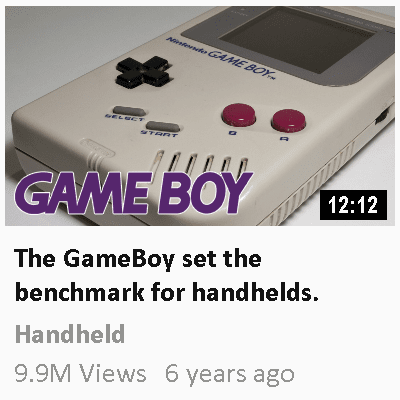 Nintendo GAME BOY™
SELECT
START
B
A
GAME BOY
12:12
The GameBoy set the
benchmark for handhelds.
Handheld
9.9M Views 6 years ago